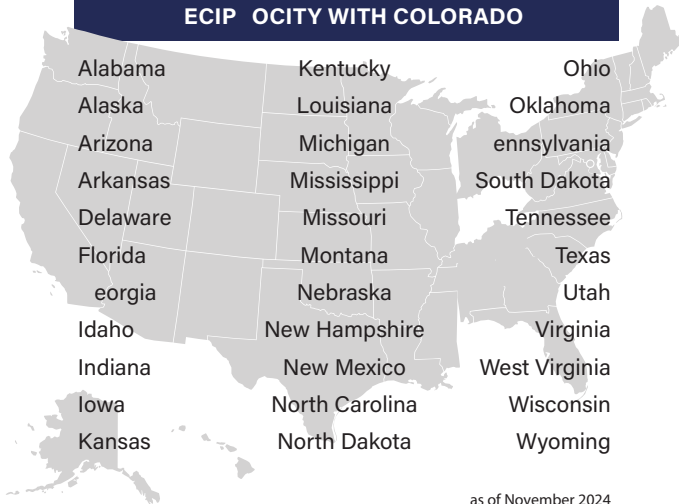 ECIP OCITY WITH COLORADO
Alabama
Alaska
Arizona
Arkansas
Delaware
Florida
eorgia
Idaho
Indiana
Iowa
Kansas
Kentucky
Louisiana
Michigan
Mississippi
Missouri
Montana
Nebraska
New Hampshire
New Mexico
North Carolina
North Dakota
Ohio
Oklahoma
ennsylvania
South Dakota
Tennessee
Texas
Utah
Virginia
West Virginia
Wisconsin
Wyoming
as of November 2024